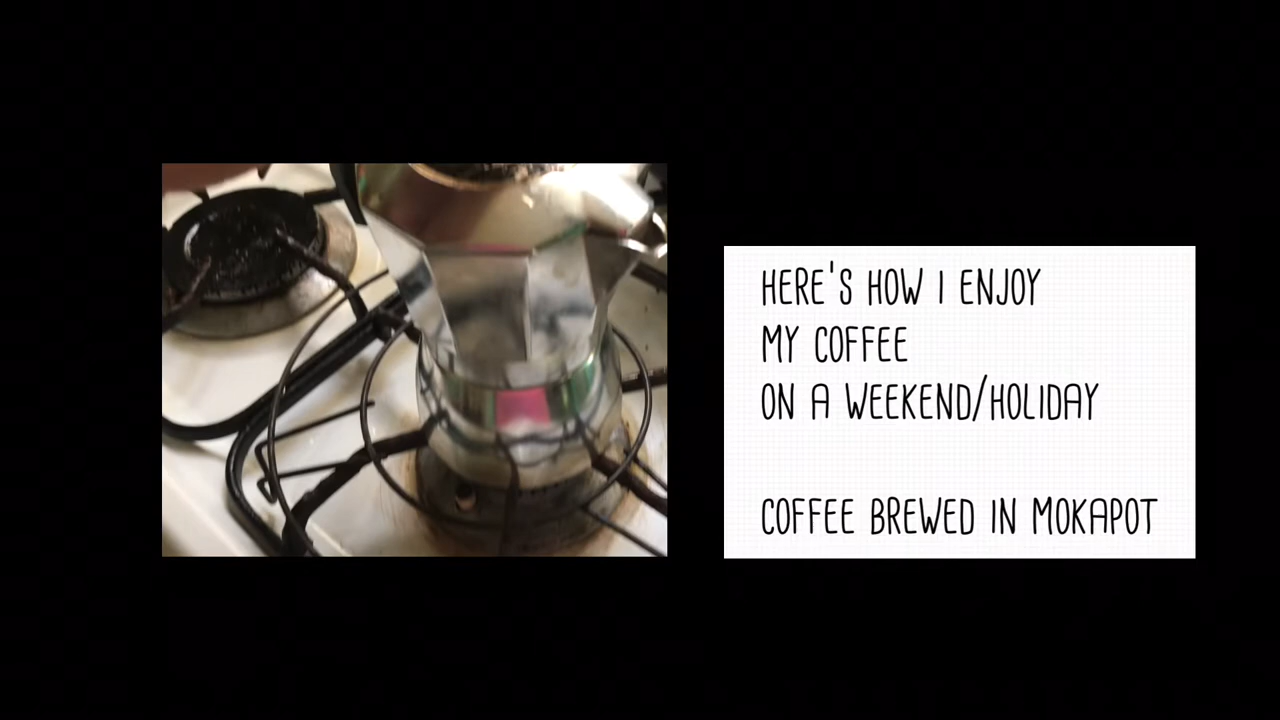 HERE'S HOW I ENJOY
MY COFFEE
ON A WEEKEND/HOLIDAY
COFFEE BREWED IN MOKAPOT